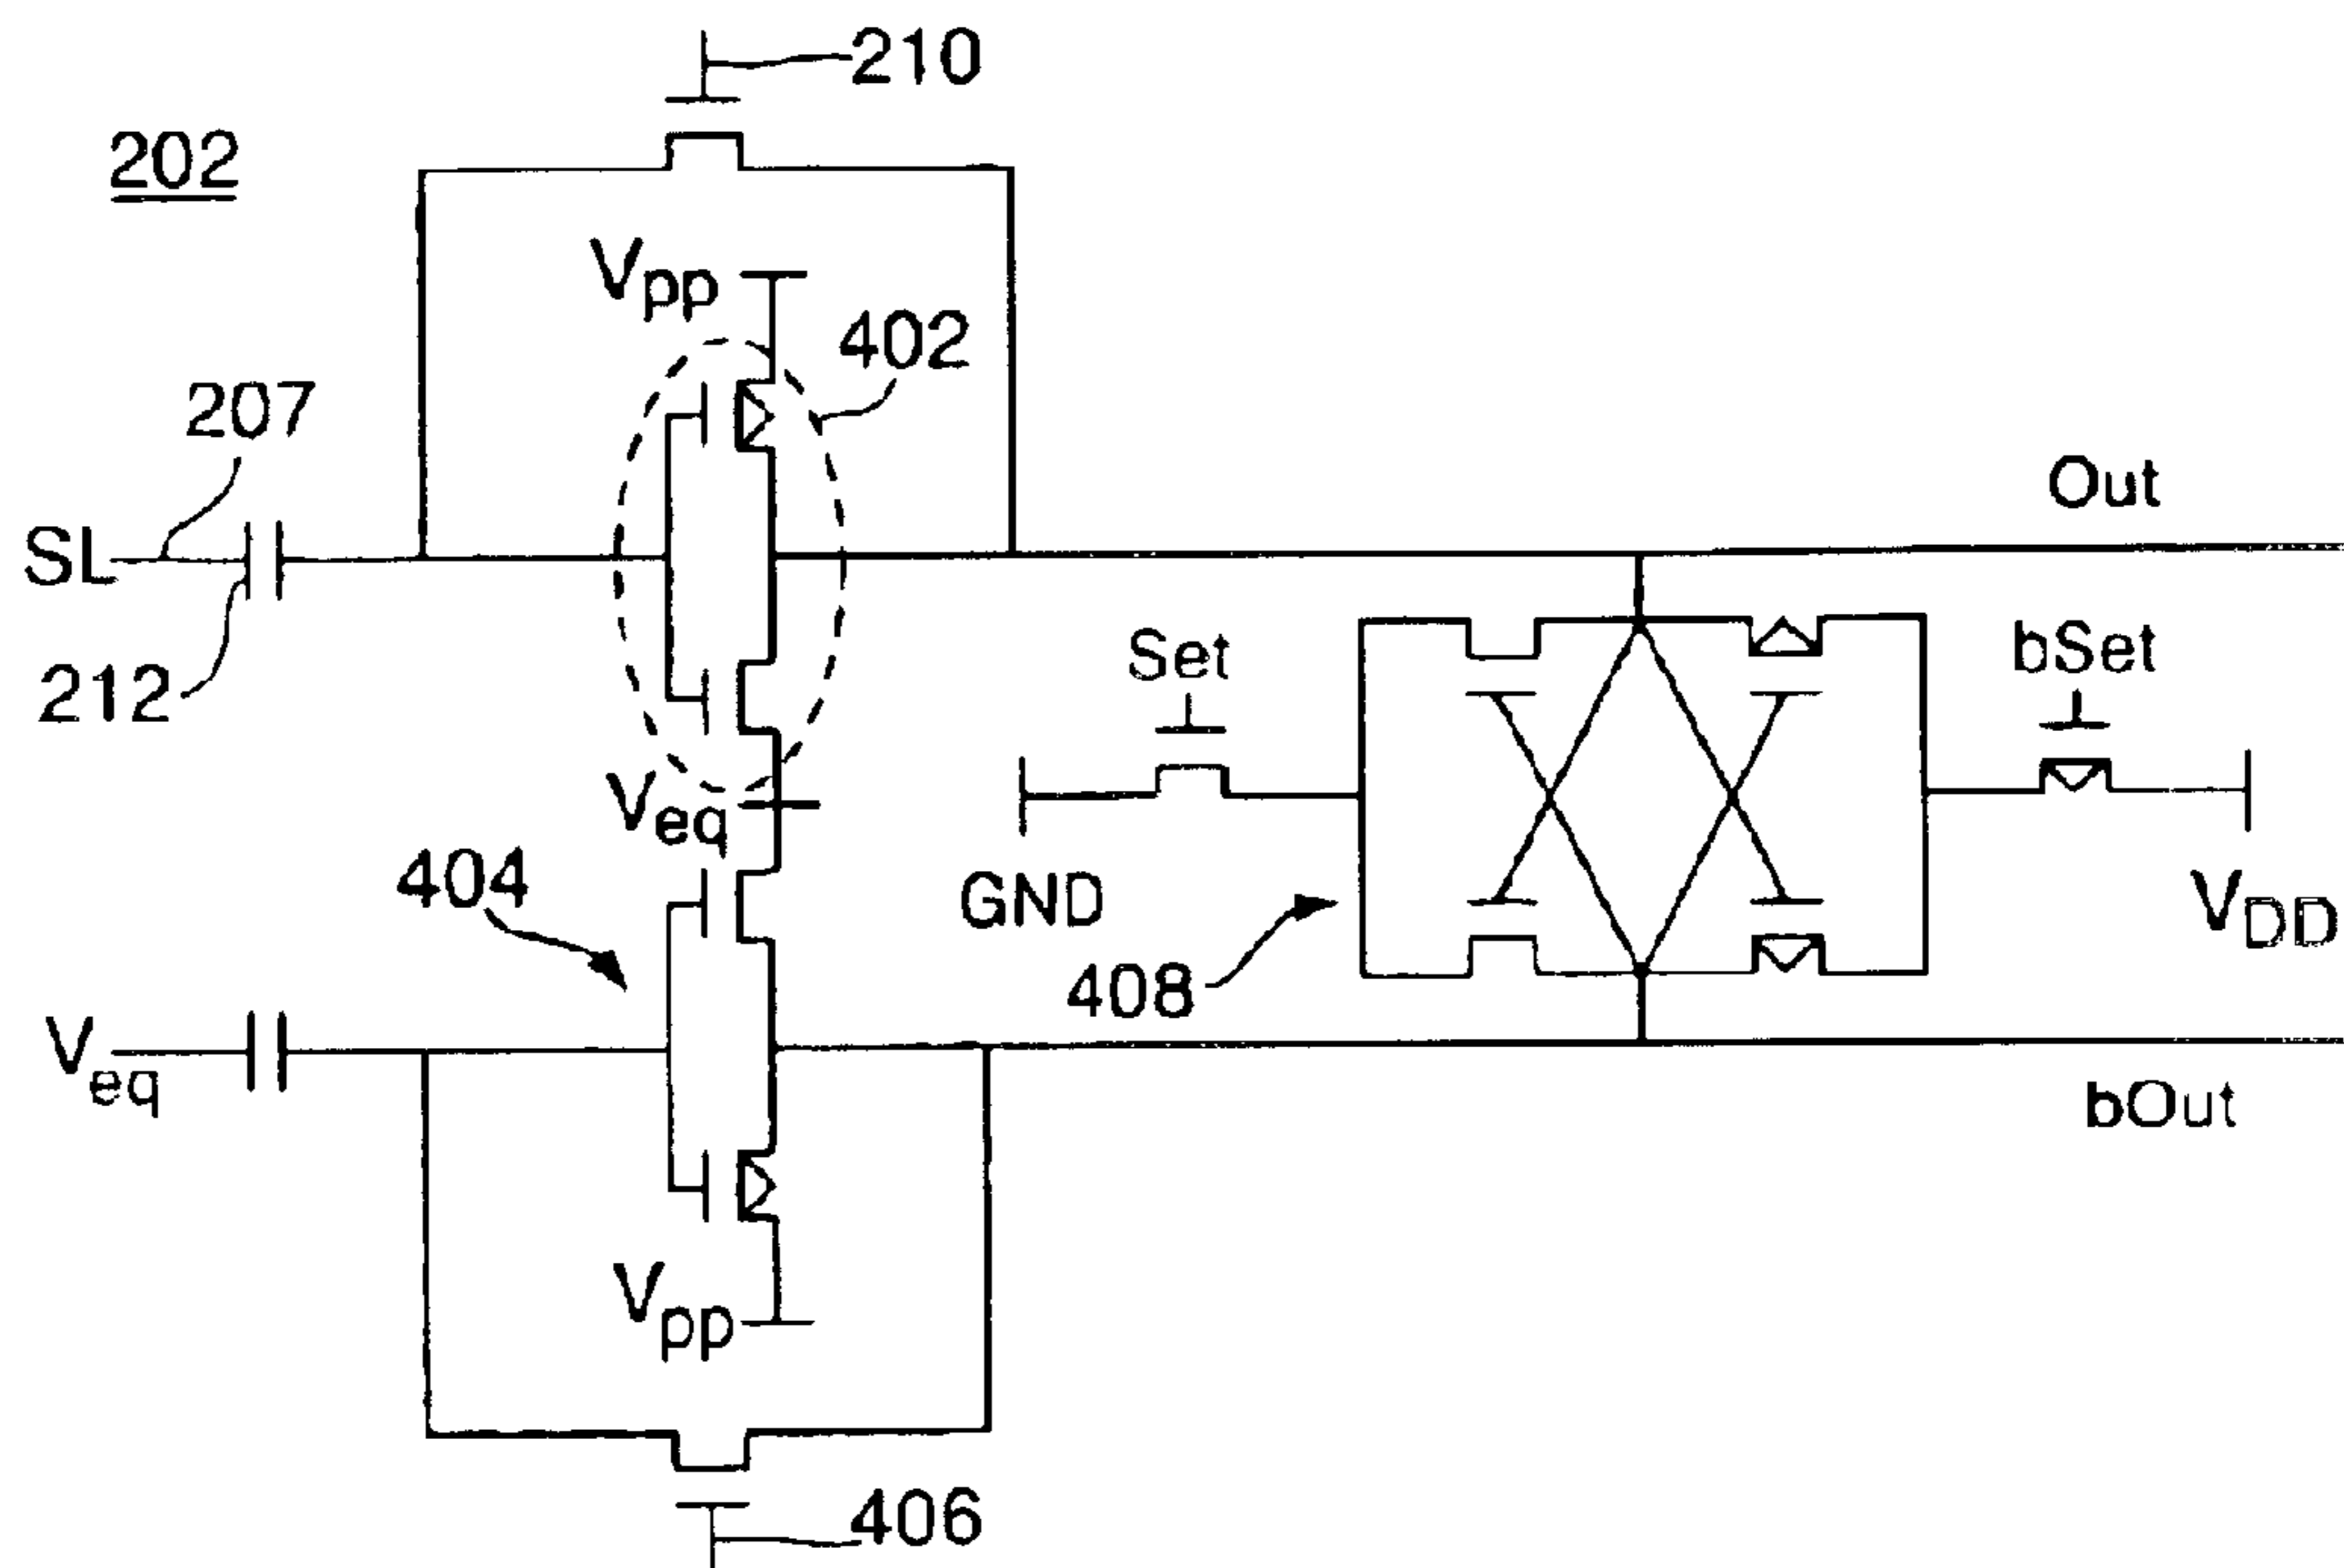 210
202
Vpp
402
207
SL
212
Out
Set
bSet
Veq
404
GND
VDD
408
Veq
bOut
Vpp
406